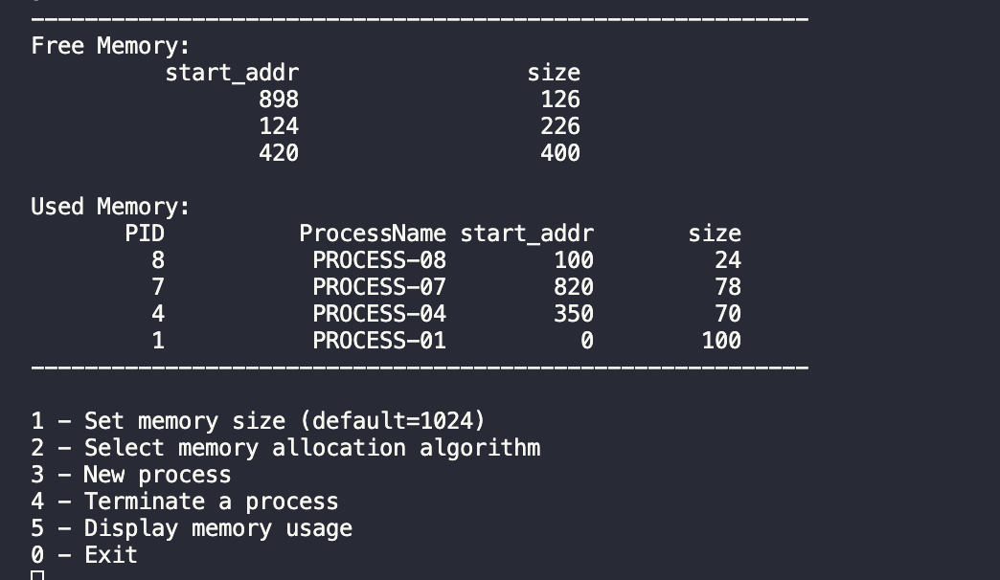 ------------------------------------------------------------
Free Memory:
start_addr size
898 126
124 226
420 400
Used Memory:
PID ProcessName start_addr size
8 PROCESS-08 100 24
7 PROCESS-07 820 78
4 PROCESS-04 350 70
1 PROCESS-01 0 100
------------------------------------------------------------
1 - Set memory size (default=1024)
2 - Select memory allocation algorithm
3 - New process
4 - Terminate a process
5 - Display memory usage
0 - Exit